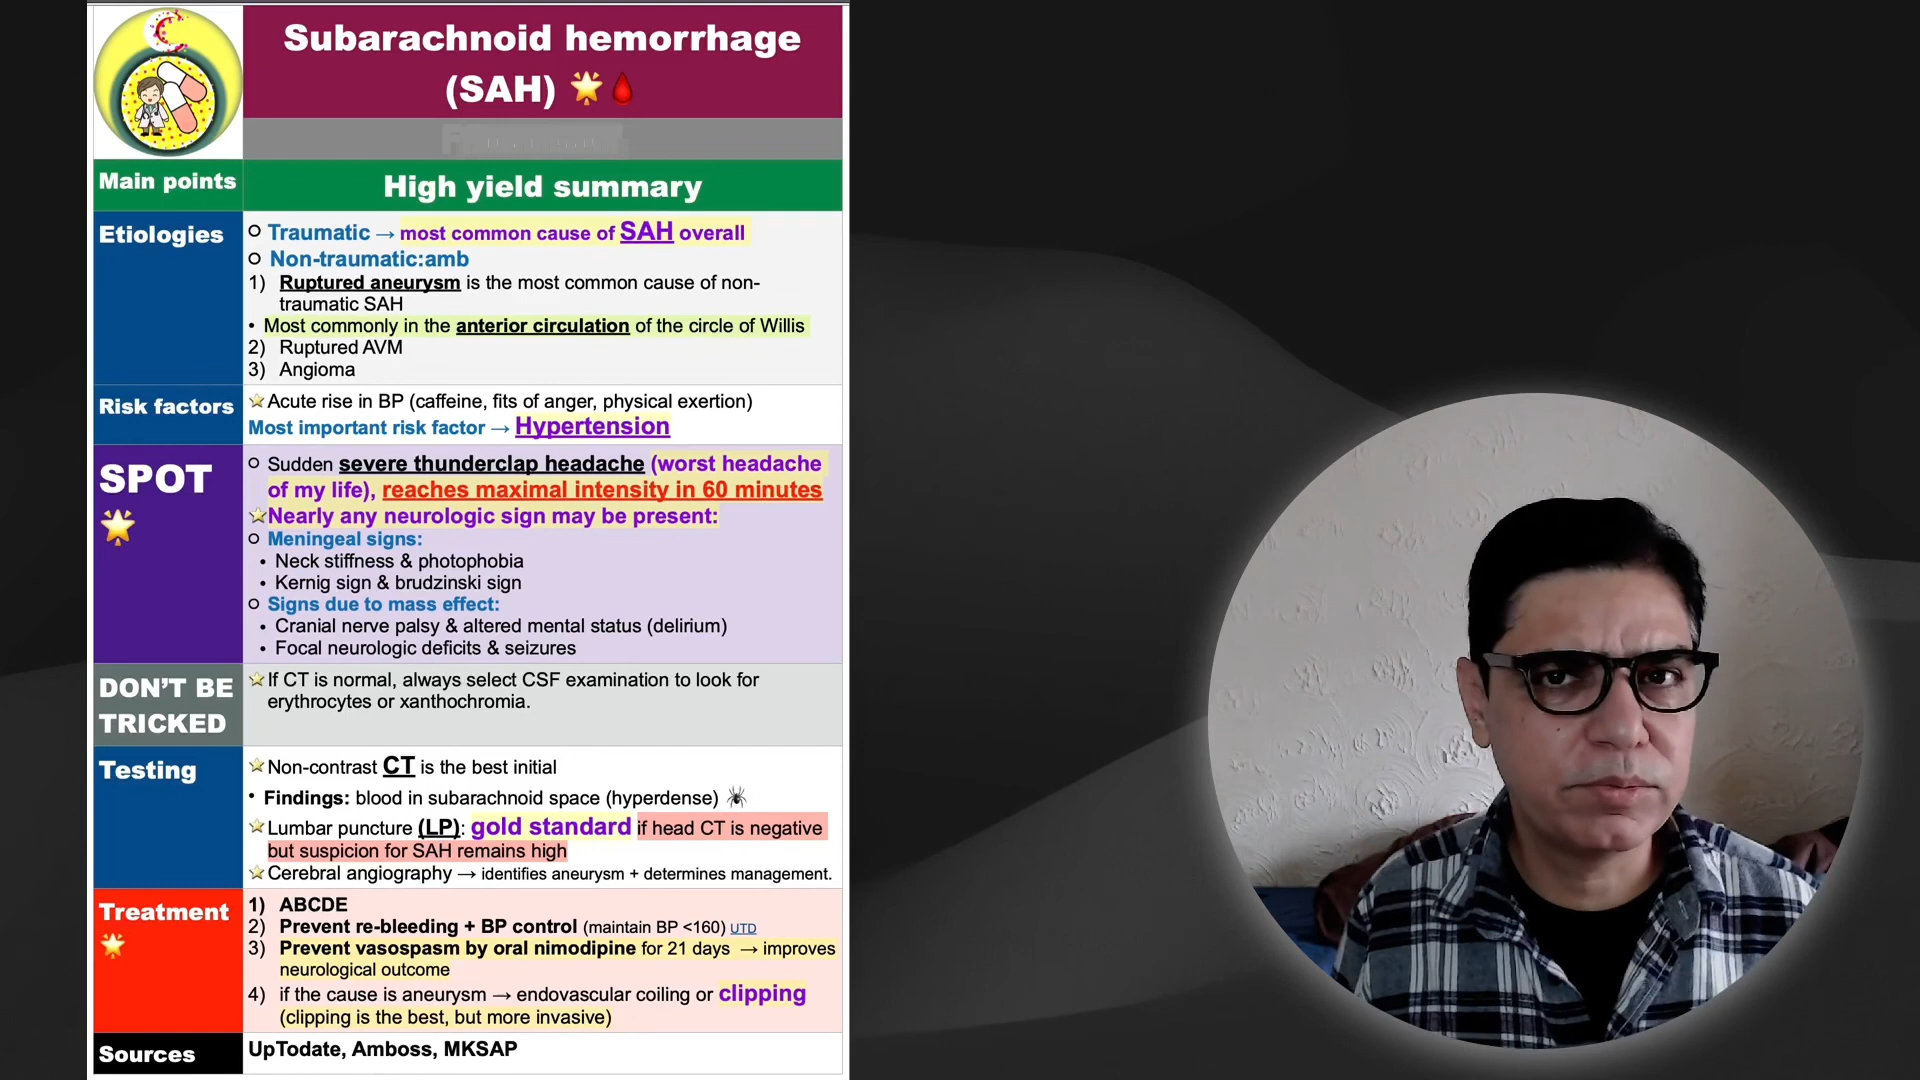 Subarachnoid hemorrhage
(SAH) 🌟🩸
Main points
High yield summary
Etiologies
○ Traumatic → most common cause of SAH overall
○ Non-traumatic:amb
1) Ruptured aneurysm is the most common cause of non-
traumatic SAH
• Most commonly in the anterior circulation of the circle of Willis
2) Ruptured AVM
3) Angioma
Risk factors
⭐Acute rise in BP (caffeine, fits of anger, physical exertion)
Most important risk factor → Hypertension
SPOT
🌟
○ Sudden severe thunderclap headache (worst headache
of my life), reaches maximal intensity in 60 minutes
⭐Nearly any neurologic sign may be present:
○ Meningeal signs:
• Neck stiffness & photophobia
• Kernig sign & brudzinski sign
○ Signs due to mass effect:
• Cranial nerve palsy & altered mental status (delirium)
• Focal neurologic deficits & seizures
DON'T BE
TRICKED
⭐If CT is normal, always select CSF examination to look for
erythrocytes or xanthochromia.
Testing
⭐Non-contrast CT is the best initial
• Findings: blood in subarachnoid space (hyperdense) 🕷
⭐Lumbar puncture (LP): gold standard if head CT is negative
but suspicion for SAH remains high
⭐Cerebral angiography → identifies aneurysm + determines management.
Treatment
🌟
1) ABCDE
2) Prevent re-bleeding + BP control (maintain BP <160) UTD
3) Prevent vasospasm by oral nimodipine for 21 days → improves
neurological outcome
4) if the cause is aneurysm → endovascular coiling or clipping
(clipping is the best, but more invasive)
Sources
UpTodate, Amboss, MKSAP